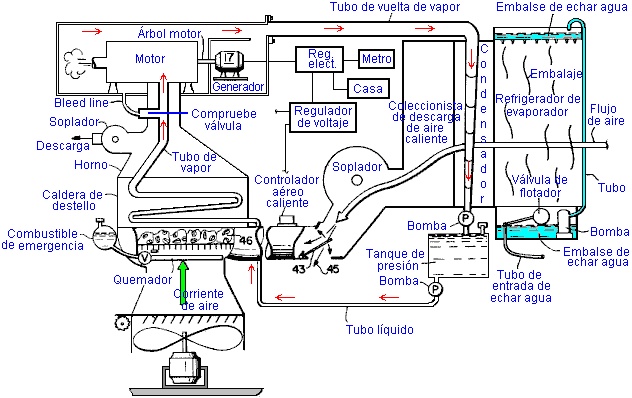 Tubo de vuelta de vapor
Embalse de echar agua
Árbol motor
Motor
17
Generador
Reg.
elect.
Metro
Casa
Bleed line
Compruebe
válvula
Soplador
Descarga
Horno
Tubo de
vapor
Regulador
de voltaje
Coleccionista
de descarga
de aire
caliente
Condensador
Embalaje
Refrigerador de
evaporador
Flujo
de aire
Soplador
Controlador
aéreo
caliente
Válvula de
flotador
Tubo
Caldera de
destello
Combustible
de emergencia
46
43
45
V
Quemador
Corriente
de aire
Bomba
P
Tanque de
presión
Bomba
P
Bomba
Embalse de
echar agua
Tubo de
entrada de
echar agua
Tubo líquido